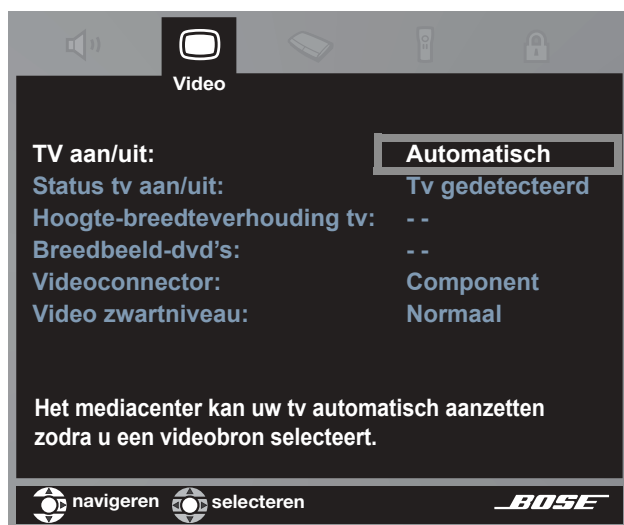 Video
TV aan/uit: Automatisch
Status tv aan/uit: Tv gedetecteerd
Hoogte-breedteverhouding tv: - -
Breedbeeld-dvd’s: - -
Videoconnector: Component
Video zwartniveau: Normaal
Het mediacenter kan uw tv automatisch aanzetten
zodra u een videobron selecteert.
navigeren selecteren BOSE